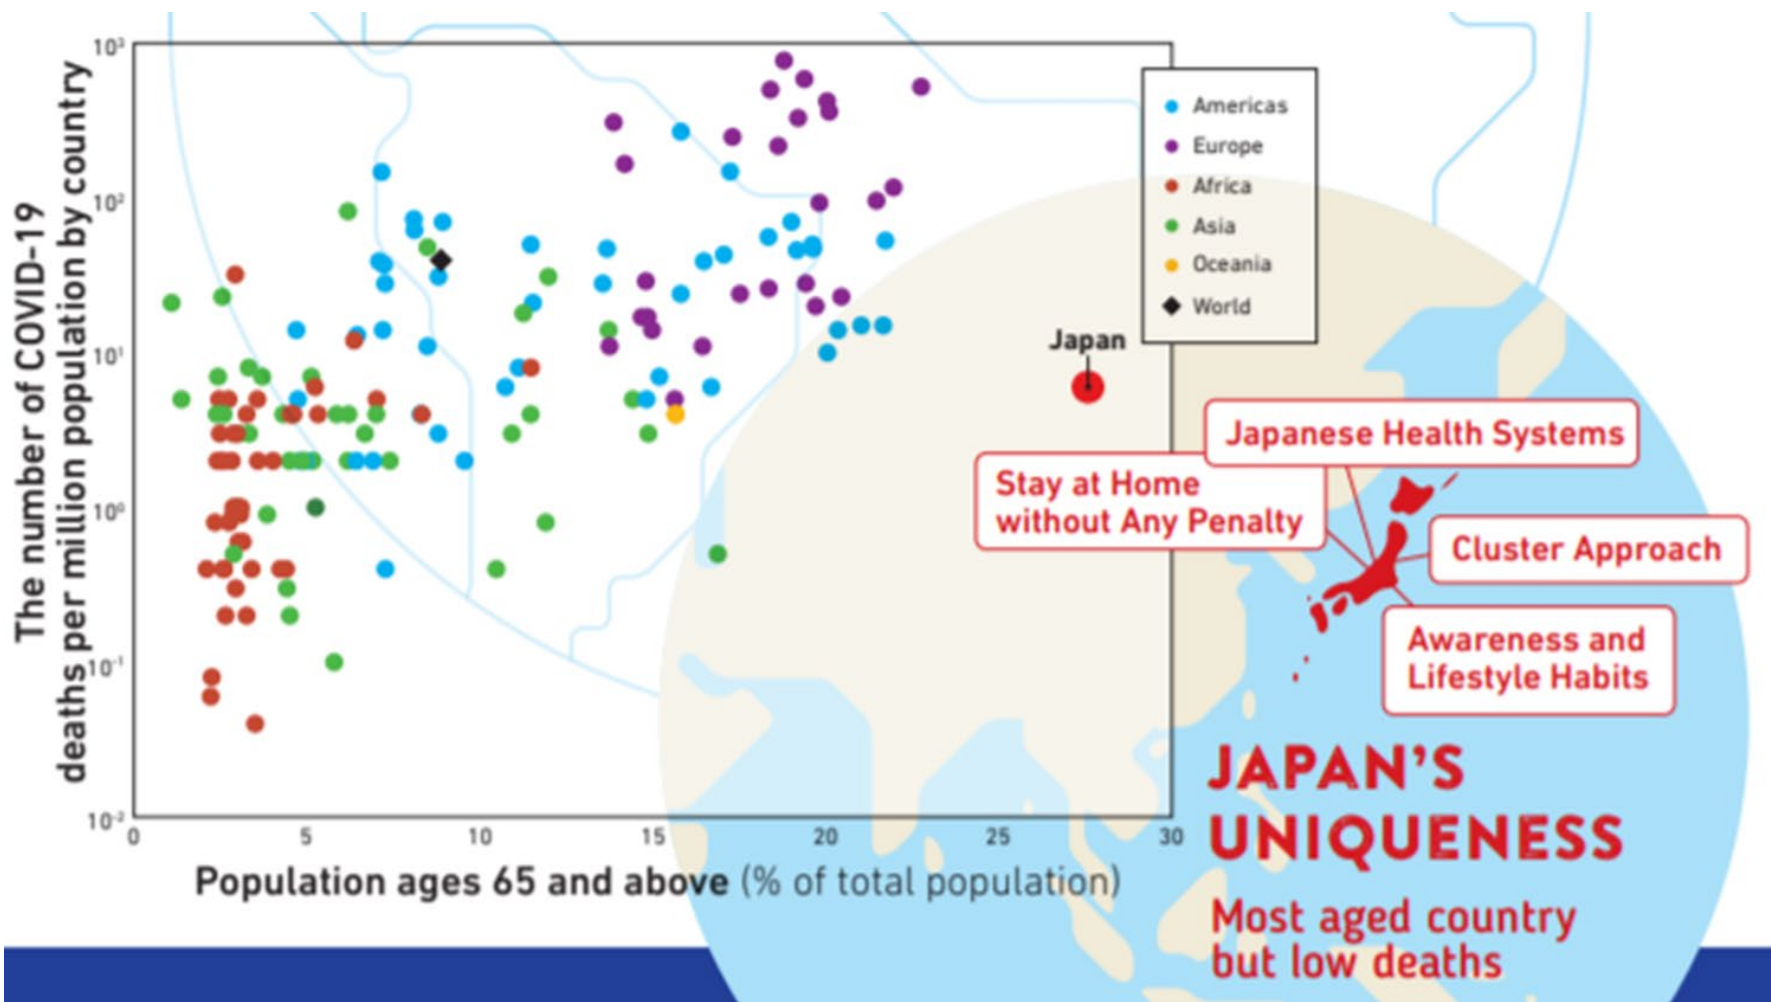 The number of COVID-19
deaths per million population by country
10³
10²
10¹
10⁰
10⁻¹
10⁻²
0
5
10
15
20
25
30
Population ages 65 and above (% of total population)
Americas
Europe
Africa
Asia
Oceania
World
Japan
Japanese Health Systems
Stay at Home
without Any Penalty
Cluster Approach
Awareness and
Lifestyle Habits
JAPAN'S
UNIQUENESS
Most aged country
but low deaths